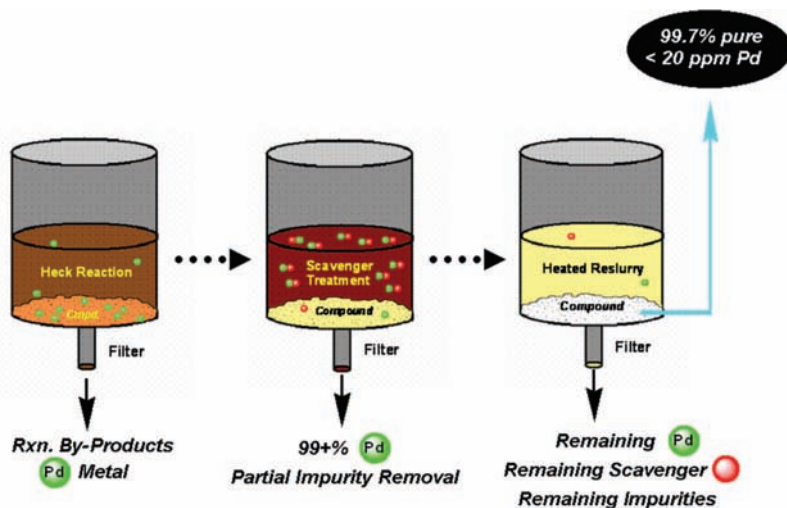 99.7% pure
< 20 ppm Pd
Heck Reaction
Cmpd.
Filter
Rxn. By-Products
Pd Metal
Scavenger
Treatment
Compound
Filter
99+% Pd
Partial Impurity Removal
Heated Reslurry
Compound
Filter
Remaining Pd
Remaining Scavenger
Remaining Impurities